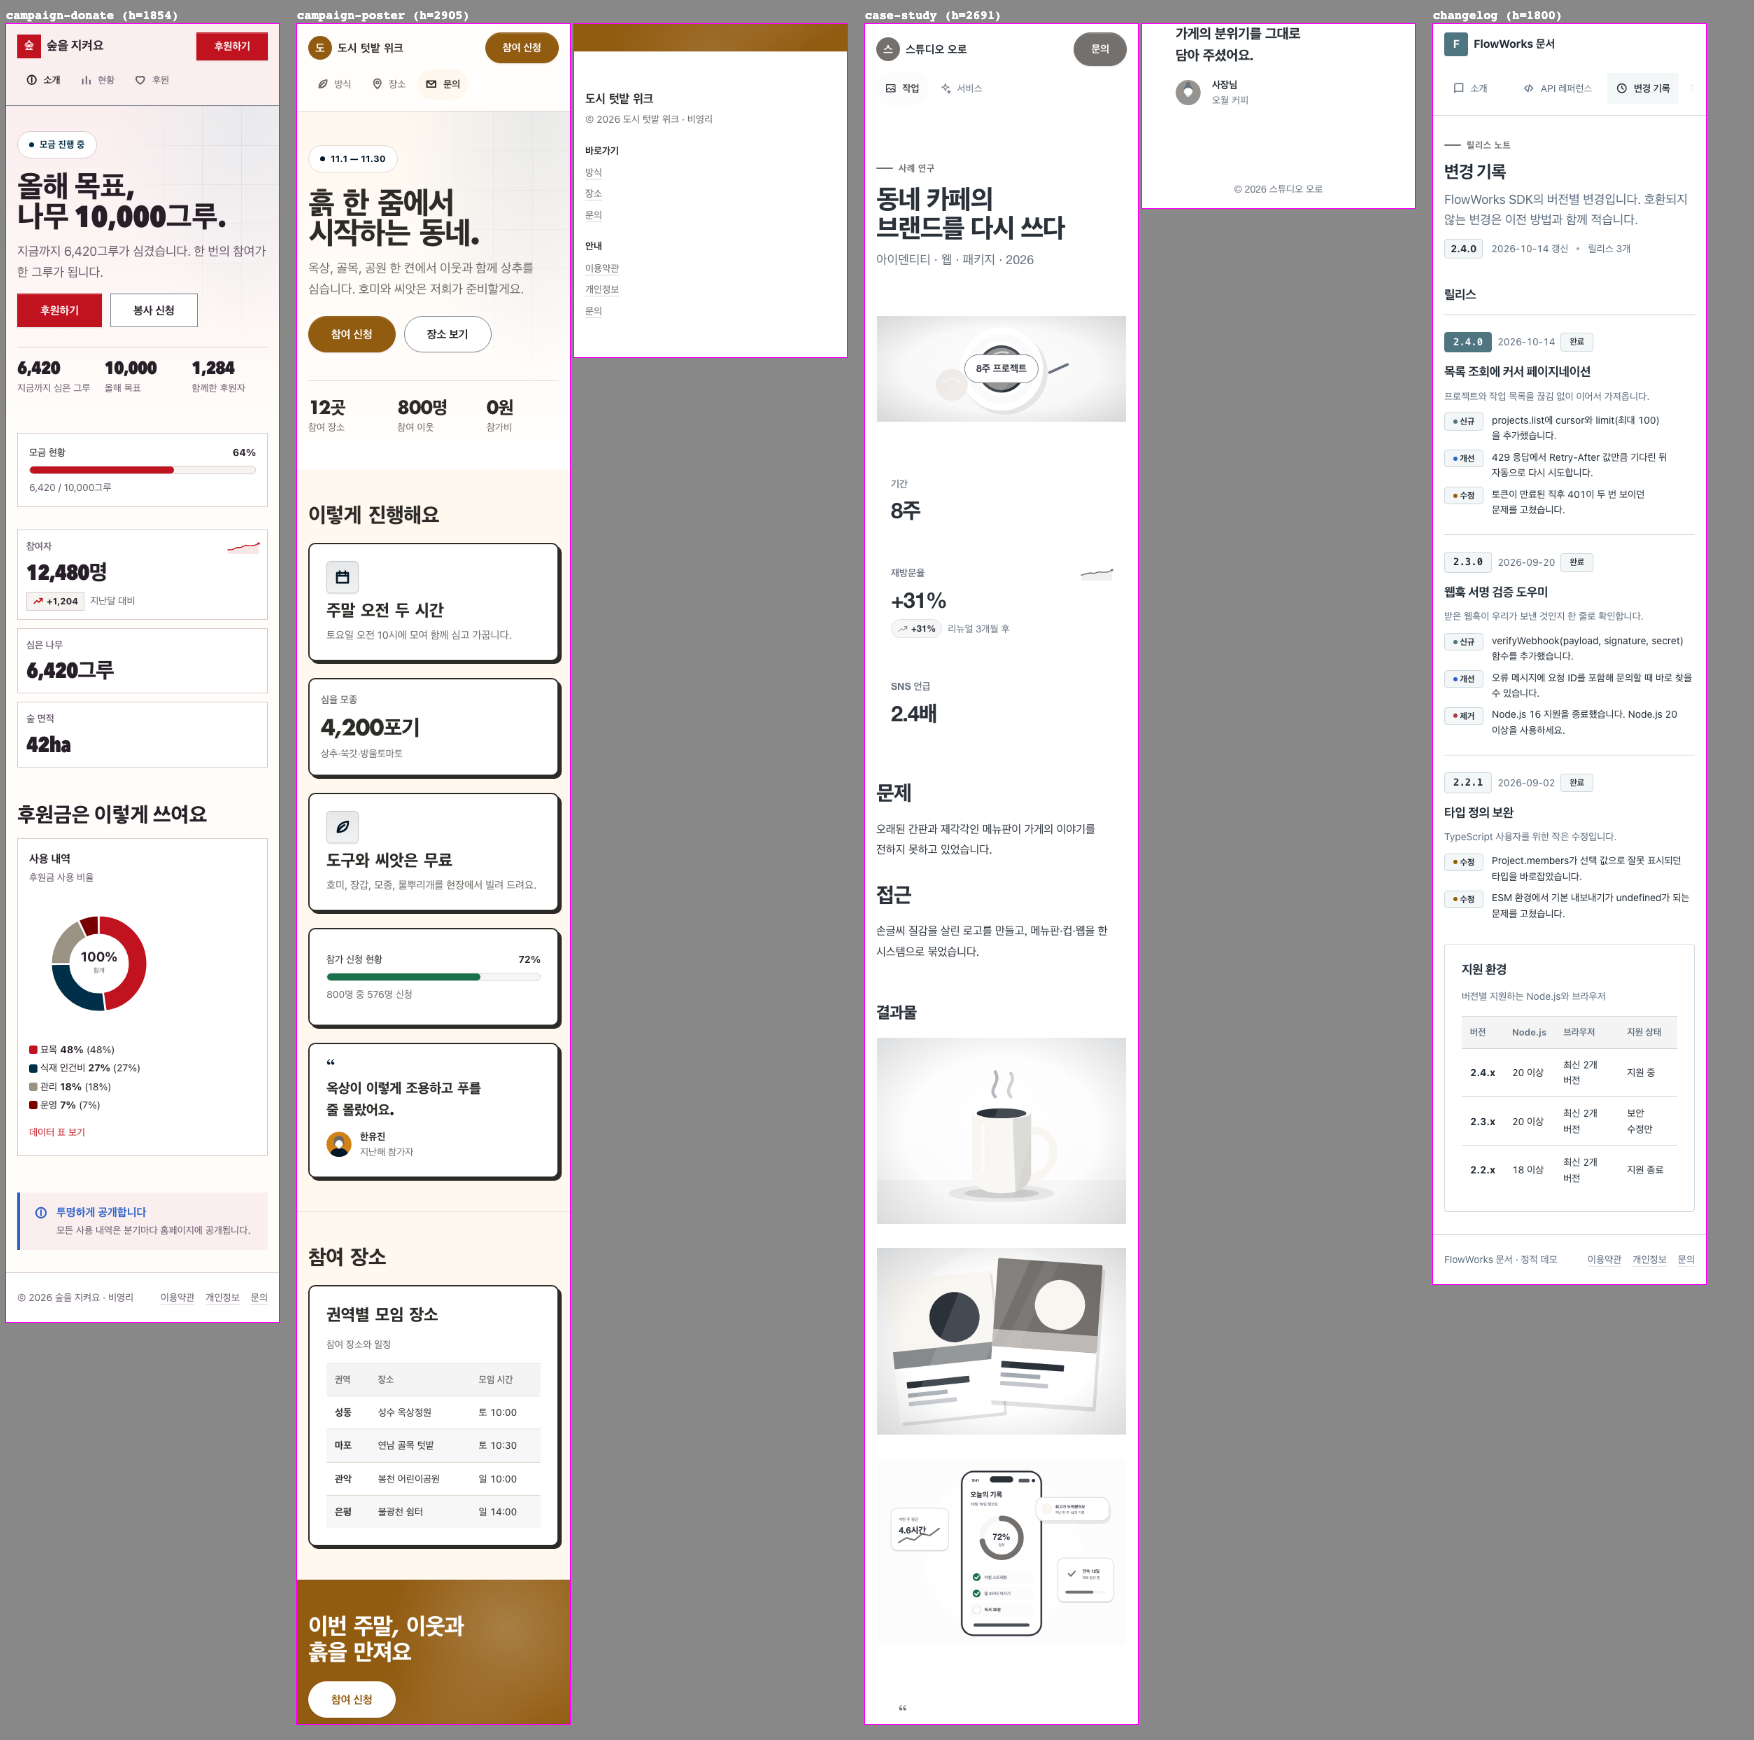 campaign-donate (h=1854)
숲
숲을 지켜요
후원하기
소개
현황
후원
모금 진행 중
올해 목표,
나무 10,000그루.
지금까지 6,420그루가 심겼습니다. 한 번의 참여가
한 그루가 됩니다.
후원하기
봉사 신청
6,420
10,000
1,284
지금까지 심은 그루
올해 목표
함께한 후원자
모금 현황
64%
6,420 / 10,000그루
참여자
12,480명
+1,204
지난달 대비
심은 나무
6,420그루
숲 면적
42ha
후원금은 이렇게 쓰여요
사용 내역
후원금 사용 비율
100%
합계
묘목 48% (48%)
식재 인건비 27% (27%)
관리 18% (18%)
운영 7% (7%)
데이터 표 보기
투명하게 공개합니다
모든 사용 내역은 분기마다 홈페이지에 공개됩니다.
© 2026 숲을 지켜요 · 비영리
이용약관
개인정보
문의
campaign-poster (h=2905)
도
도시 텃밭 위크
참여 신청
방식
장소
문의
11.1 — 11.30
흙 한 줌에서
시작하는 동네.
옥상, 골목, 공원 한 켠에서 이웃과 함께 상추를
심습니다. 호미와 씨앗은 저희가 준비할게요.
참여 신청
장소 보기
12곳
800명
0원
참여 장소
참여 이웃
참가비
이렇게 진행해요
주말 오전 두 시간
토요일 오전 10시에 모여 함께 심고 가꿉니다.
심을 모종
4,200포기
상추·쑥갓·방울토마토
도구와 씨앗은 무료
호미, 장갑, 모종, 물뿌리개를 현장에서 빌려 드려요.
참가 신청 현황
72%
800명 중 576명 신청
“
옥상이 이렇게 조용하고 푸를
줄 몰랐어요.
한유진
지난해 참가자
참여 장소
권역별 모임 장소
참여 장소와 일정
권역
장소
모임 시간
성동
성수 옥상정원
토 10:00
마포
연남 골목 텃밭
토 10:30
관악
봉천 어린이공원
일 10:00
은평
불광천 쉼터
일 14:00
이번 주말, 이웃과
흙을 만져요
참여 신청
도시 텃밭 위크
© 2026 도시 텃밭 위크 · 비영리
바로가기
방식
장소
문의
안내
이용약관
개인정보
문의
case-study (h=2691)
스
스튜디오 오로
문의
작업
서비스
사례 연구
동네 카페의
브랜드를 다시 쓰다
아이덴티티 · 웹 · 패키지 · 2026
8주 프로젝트
기간
8주
재방문율
+31%
+31%
리뉴얼 3개월 후
SNS 언급
2.4배
문제
오래된 간판과 제각각인 메뉴판이 가게의 이야기를
전하지 못하고 있었습니다.
접근
손글씨 질감을 살린 로고를 만들고, 메뉴판·컵·웹을 한
시스템으로 묶었습니다.
결과물
오늘의 기록
4.6시간
72%
“
가게의 분위기를 그대로
담아 주셨어요.
사장님
오월 커피
© 2026 스튜디오 오로
changelog (h=1800)
F
FlowWorks 문서
소개
API 레퍼런스
변경 기록
릴리스 노트
변경 기록
FlowWorks SDK의 버전별 변경입니다. 호환되지
않는 변경은 이전 방법과 함께 적습니다.
2.4.0
2026-10-14 갱신
•
릴리스 3개
릴리스
2.4.0
2026-10-14
완료
목록 조회에 커서 페이지네이션
프로젝트와 작업 목록을 끊김 없이 이어서 가져옵니다.
신규
projects.list에 cursor와 limit(최대 100)
을 추가했습니다.
개선
429 응답에서 Retry-After 값만큼 기다린 뒤
자동으로 다시 시도합니다.
수정
토큰이 만료된 직후 401이 두 번 보이던
문제를 고쳤습니다.
2.3.0
2026-09-20
완료
웹훅 서명 검증 도우미
받은 웹훅이 우리가 보낸 것인지 한 줄로 확인합니다.
신규
verifyWebhook(payload, signature, secret)
함수를 추가했습니다.
개선
오류 메시지에 요청 ID를 포함해 문의할 때 바로 찾을
수 있습니다.
제거
Node.js 16 지원을 종료했습니다. Node.js 20
이상을 사용하세요.
2.2.1
2026-09-02
완료
타입 정의 보완
TypeScript 사용자를 위한 작은 수정입니다.
수정
Project.members가 선택 값으로 잘못 표시되던
타입을 바로잡았습니다.
수정
ESM 환경에서 기본 내보내기가 undefined가 되는
문제를 고쳤습니다.
지원 환경
버전별 지원하는 Node.js와 브라우저
버전
Node.js
브라우저
지원 상태
2.4.x
20 이상
최신 2개
버전
지원 중
2.3.x
20 이상
최신 2개
버전
보안
수정만
2.2.x
18 이상
최신 2개
버전
지원 종료
FlowWorks 문서 · 정적 데모
이용약관
개인정보
문의